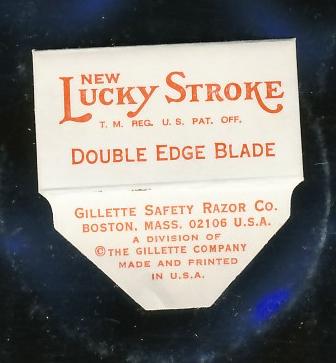 NEW
LUCKY STROKE
T. M. REG. U. S. PAT. OFF.
DOUBLE EDGE BLADE
GILLETTE SAFETY RAZOR CO.
BOSTON, MASS. 02106 U.S.A.
A DIVISION OF
© THE GILLETTE COMPANY
MADE AND PRINTED
IN U.S.A.